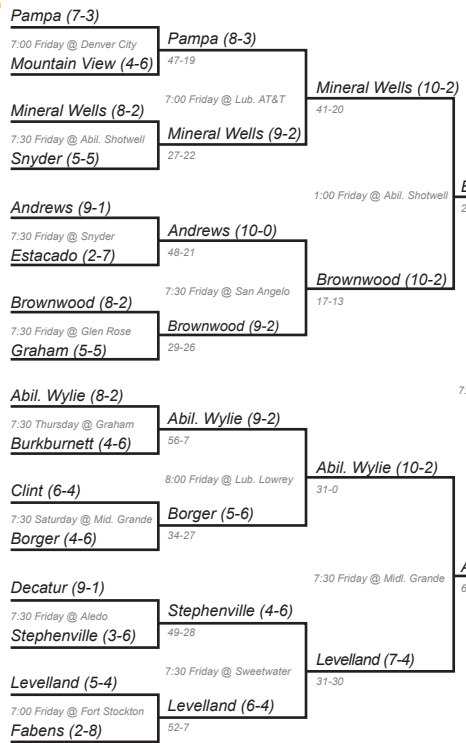 Pampa (7-3)
7:00 Friday @ Denver City
Mountain View (4-6)
Mineral Wells (8-2)
7:30 Friday @ Abil. Shotwell
Snyder (5-5)
Andrews (9-1)
7:30 Friday @ Snyder
Estacado (2-7)
Brownwood (8-2)
7:30 Friday @ Glen Rose
Graham (5-5)
Abil. Wylie (8-2)
7:30 Thursday @ Graham
Burkburnett (4-6)
Clint (6-4)
7:30 Saturday @ Mid. Grande
Borger (4-6)
Decatur (9-1)
7:30 Friday @ Aledo
Stephenville (3-6)
Levelland (5-4)
7:00 Friday @ Fort Stockton
Fabens (2-8)
Pampa (8-3)
47-19
7:00 Friday @ Lub. AT&T
Mineral Wells (9-2)
27-22
Andrews (10-0)
48-21
7:30 Friday @ San Angelo
Brownwood (9-2)
29-26
Abil. Wylie (9-2)
56-7
8:00 Friday @ Lub. Lowrey
Borger (5-6)
34-27
Stephenville (4-6)
49-28
7:30 Friday @ Sweetwater
Levelland (6-4)
52-7
Mineral Wells (10-2)
41-20
1:00 Friday @ Abil. Shotwell
Brownwood (10-2)
17-13
Abil. Wylie (10-2)
31-0
7:30 Friday @ Midl. Grande
Levelland (7-4)
31-30